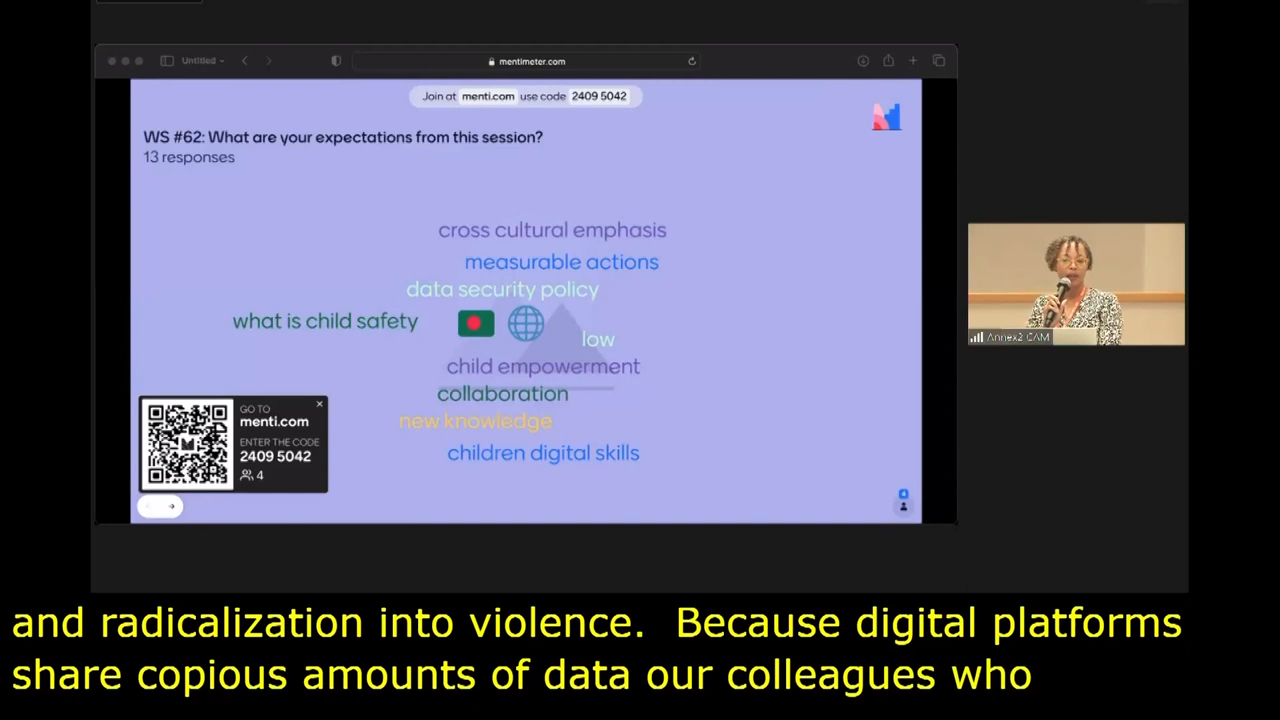 Untitled
mentimeter.com
Join at menti.com use code 2409 5042
WS #62: What are your expectations from this session?
13 responses
cross cultural emphasis
measurable actions
data security policy
what is child safety
low
child empowerment
collaboration
new knowledge
children digital skills
GO TO
menti.com
ENTER THE CODE
2409 5042
4
Annex2 CAM
and radicalization into violence.  Because digital platforms
share copious amounts of data our colleagues who